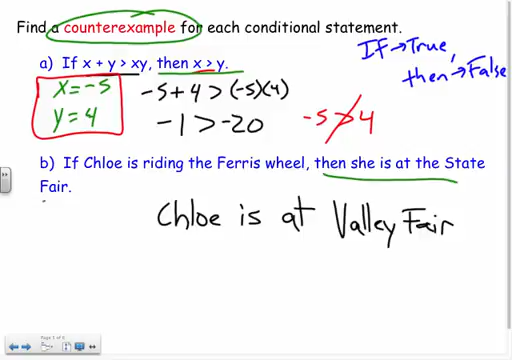 Find a counterexample for each conditional statement.
If → True,
then → False
a) If x + y > xy, then x > y.
x = -5
y = 4
-5 + 4 > (-5)(4)
-1 > -20
-5 > 4
b) If Chloe is riding the Ferris wheel, then she is at the State
Fair.
Chloe is at Valley Fair